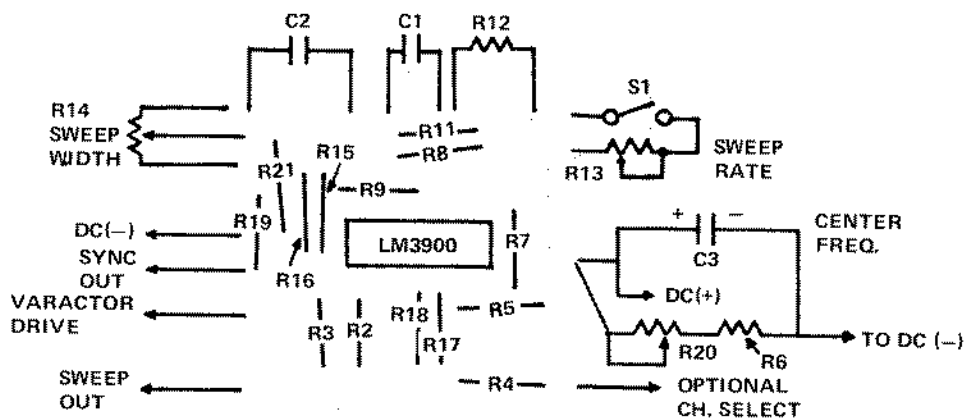 C2
C1
R12
R14
SWEEP
WIDTH
S1
R11
R8
R15
R21
R9
R13
SWEEP
RATE
R19
DC(—)
SYNC
OUT
R16
LM3900
R7
+
—
C3
CENTER
FREQ.
DC(+)
VARACTOR
DRIVE
R3
R2
R18
R17
R5
R20
R6
TO DC (—)
SWEEP
OUT
R4
OPTIONAL
CH. SELECT